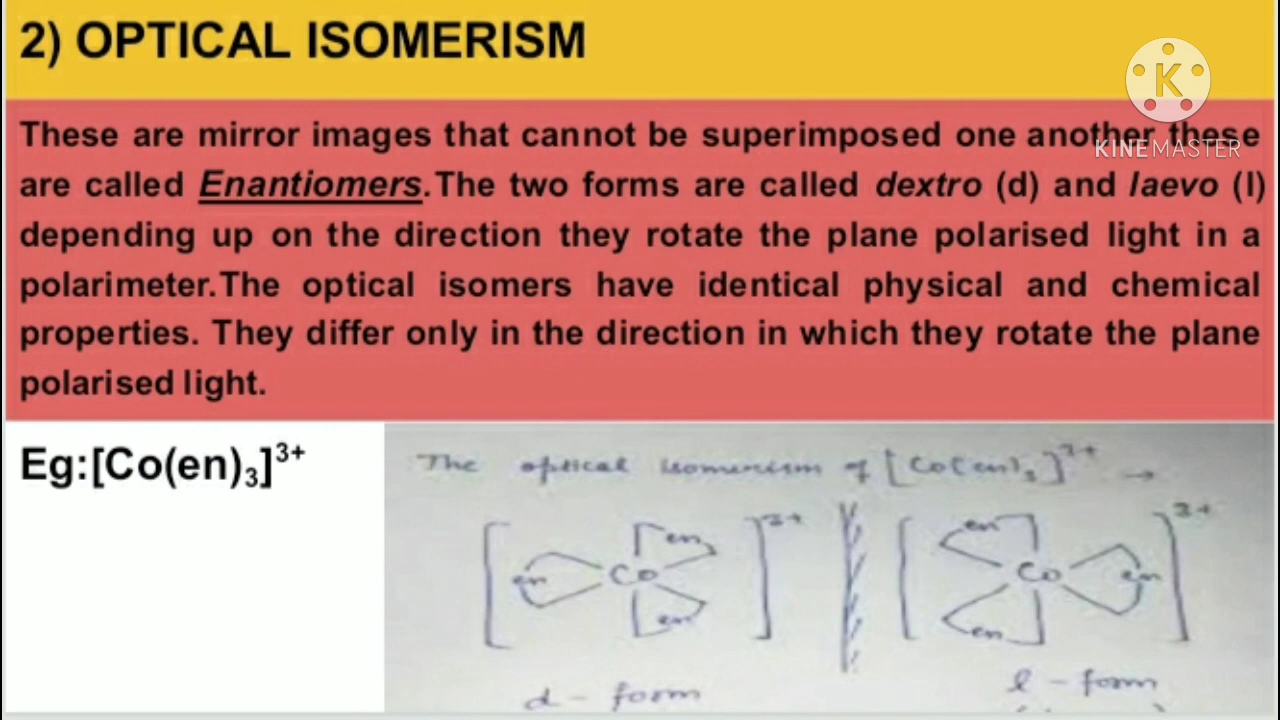 2) OPTICAL ISOMERISM
K
KINEMASTER
These are mirror images that cannot be superimposed one another these
are called Enantiomers.The two forms are called dextro (d) and laevo (l)
depending up on the direction they rotate the plane polarised light in a
polarimeter.The optical isomers have identical physical and chemical
properties. They differ only in the direction in which they rotate the plane
polarised light.
Eg:[Co(en)₃]³⁺
The optical isomerism of [Co(en)₃]³⁺ →
[en Co en en]³⁺ [en Co en en]³⁺
d - form
l - form